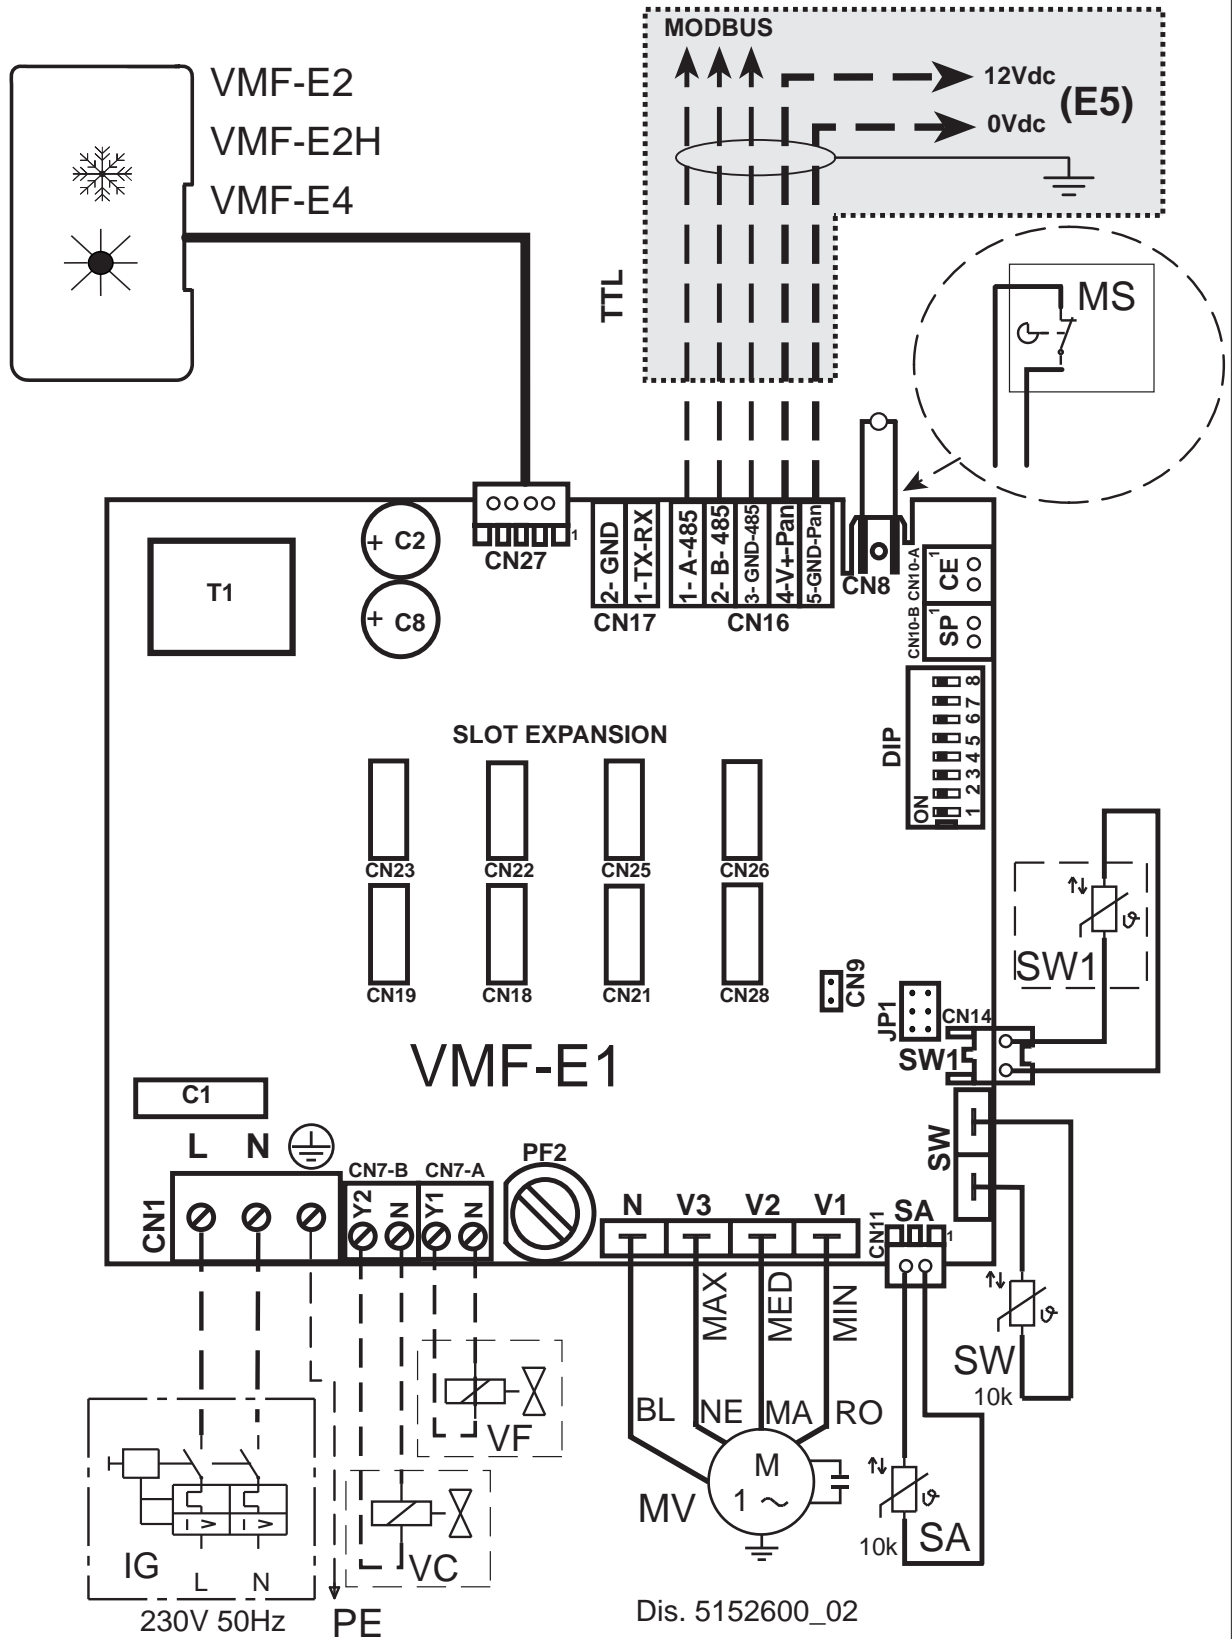 MODBUS
VMF-E2
VMF-E2H
VMF-E4
12Vdc
(E5)
0Vdc
TTL
MS
T1
+ C2
+ C8
CN27
1
2- GND
1-TX-RX
CN17
1- A-485
2- B- 485
3- GND-485
4-V+-Pan
5-GND-Pan
CN16
CN8
CN10-A
1
CE
CN10-B
1
SP
DIP
ON
1 2 3 4 5 6 7 8
SLOT EXPANSION
CN23
CN22
CN25
CN26
CN19
CN18
CN21
CN28
CN9
JP1
CN14
SW1
SW1
VMF-E1
C1
L N
CN1
CN7-B
CN7-A
Y2
N
Y1
N
PF2
N V3 V2 V1
SW
CN11
SA
1
MAX
MED
MIN
BL
NE
MA
RO
M
1 ~
MV
SW
10k
10k
SA
VF
VC
I >
I >
IG
L N
230V 50Hz
PE
Dis. 5152600_02